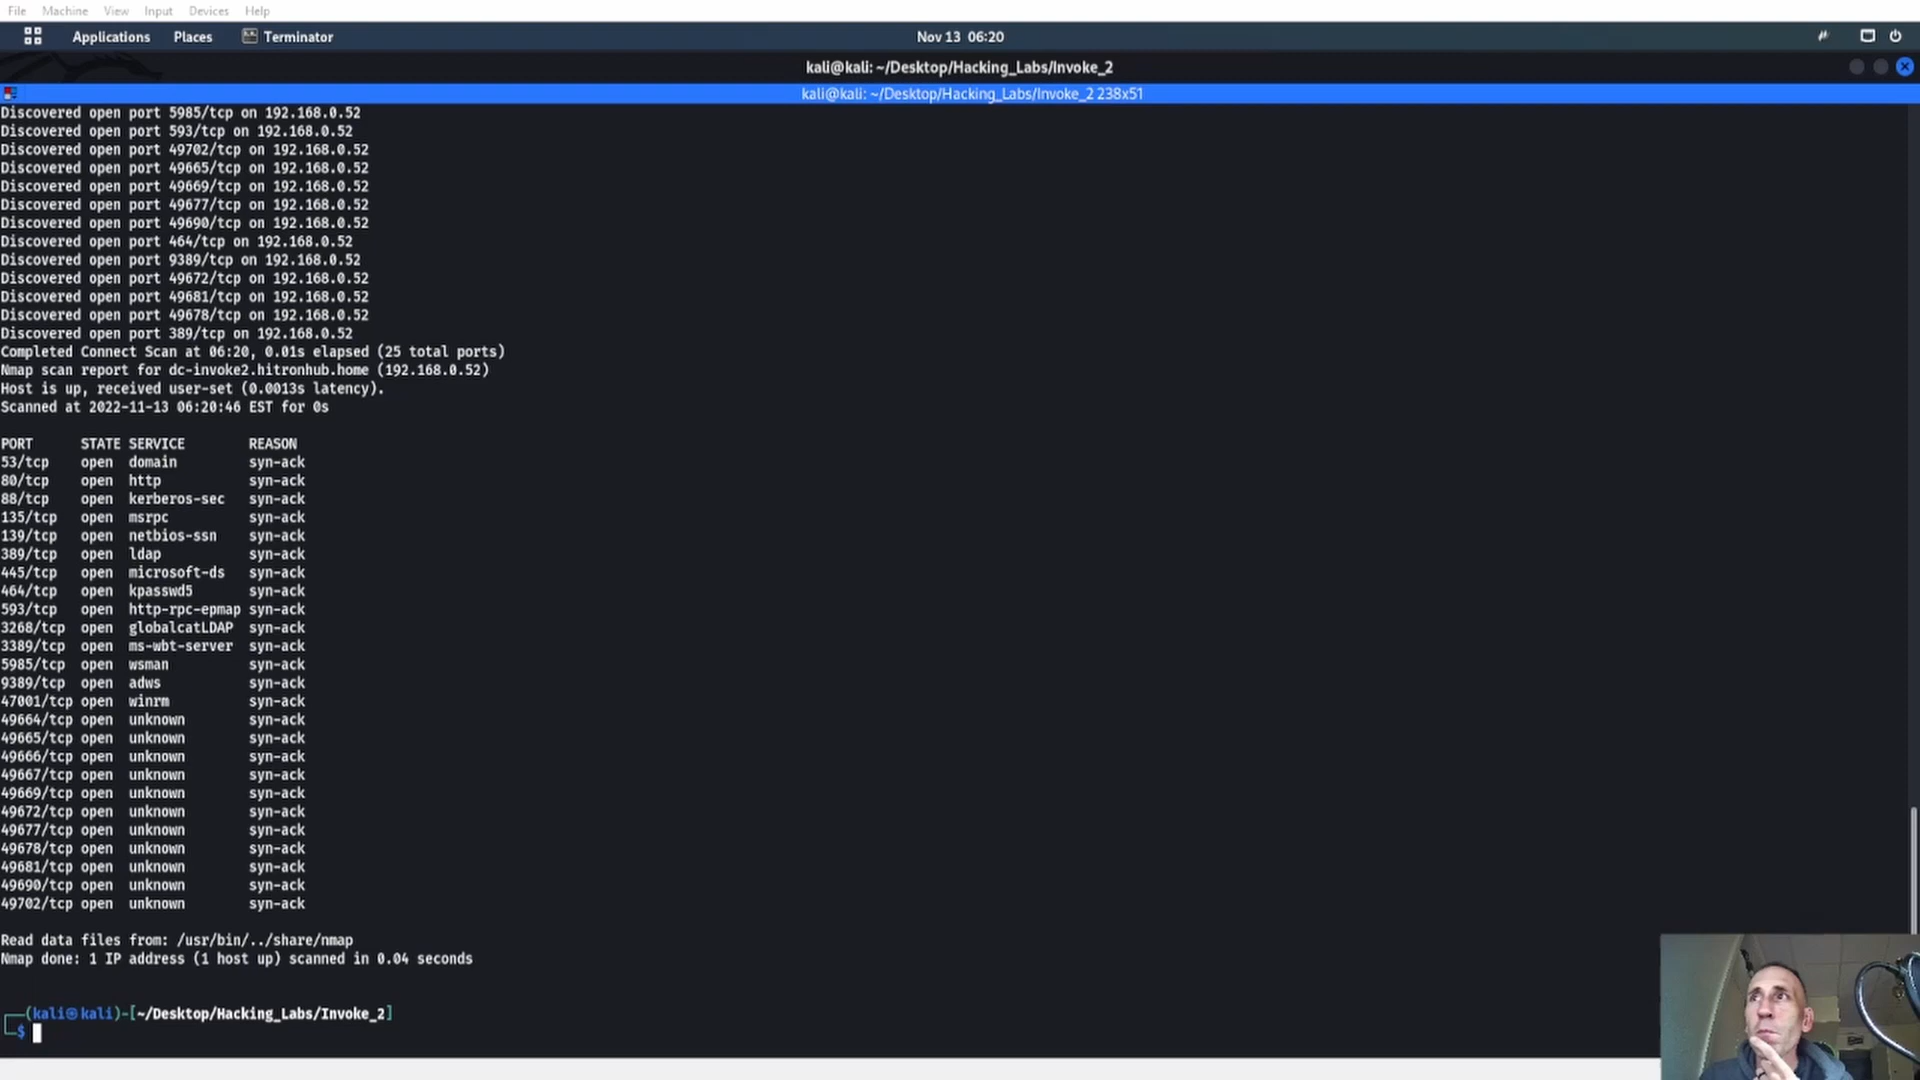 File Machine View Input Devices Help
Applications Places Terminator Nov 13 06:20
kali@kali: ~/Desktop/Hacking_Labs/Invoke_2
kali@kali: ~/Desktop/Hacking_Labs/Invoke_2 238x51
Discovered open port 5985/tcp on 192.168.0.52
Discovered open port 593/tcp on 192.168.0.52
Discovered open port 49702/tcp on 192.168.0.52
Discovered open port 49665/tcp on 192.168.0.52
Discovered open port 49669/tcp on 192.168.0.52
Discovered open port 49677/tcp on 192.168.0.52
Discovered open port 49690/tcp on 192.168.0.52
Discovered open port 464/tcp on 192.168.0.52
Discovered open port 9389/tcp on 192.168.0.52
Discovered open port 49672/tcp on 192.168.0.52
Discovered open port 49681/tcp on 192.168.0.52
Discovered open port 49678/tcp on 192.168.0.52
Discovered open port 389/tcp on 192.168.0.52
Completed Connect Scan at 06:20, 0.01s elapsed (25 total ports)
Nmap scan report for dc-invoke2.hitronhub.home (192.168.0.52)
Host is up, received user-set (0.0013s latency).
Scanned at 2022-11-13 06:20:46 EST for 0s
PORT STATE SERVICE REASON
53/tcp open domain syn-ack
80/tcp open http syn-ack
88/tcp open kerberos-sec syn-ack
135/tcp open msrpc syn-ack
139/tcp open netbios-ssn syn-ack
389/tcp open ldap syn-ack
445/tcp open microsoft-ds syn-ack
464/tcp open kpasswd5 syn-ack
593/tcp open http-rpc-epmap syn-ack
3268/tcp open globalcatLDAP syn-ack
3389/tcp open ms-wbt-server syn-ack
5985/tcp open wsman syn-ack
9389/tcp open adws syn-ack
47001/tcp open winrm syn-ack
49664/tcp open unknown syn-ack
49665/tcp open unknown syn-ack
49666/tcp open unknown syn-ack
49667/tcp open unknown syn-ack
49669/tcp open unknown syn-ack
49672/tcp open unknown syn-ack
49677/tcp open unknown syn-ack
49678/tcp open unknown syn-ack
49681/tcp open unknown syn-ack
49690/tcp open unknown syn-ack
49702/tcp open unknown syn-ack
Read data files from: /usr/bin/../share/nmap
Nmap done: 1 IP address (1 host up) scanned in 0.04 seconds
(kali㉿kali)-[~/Desktop/Hacking_Labs/Invoke_2]
$